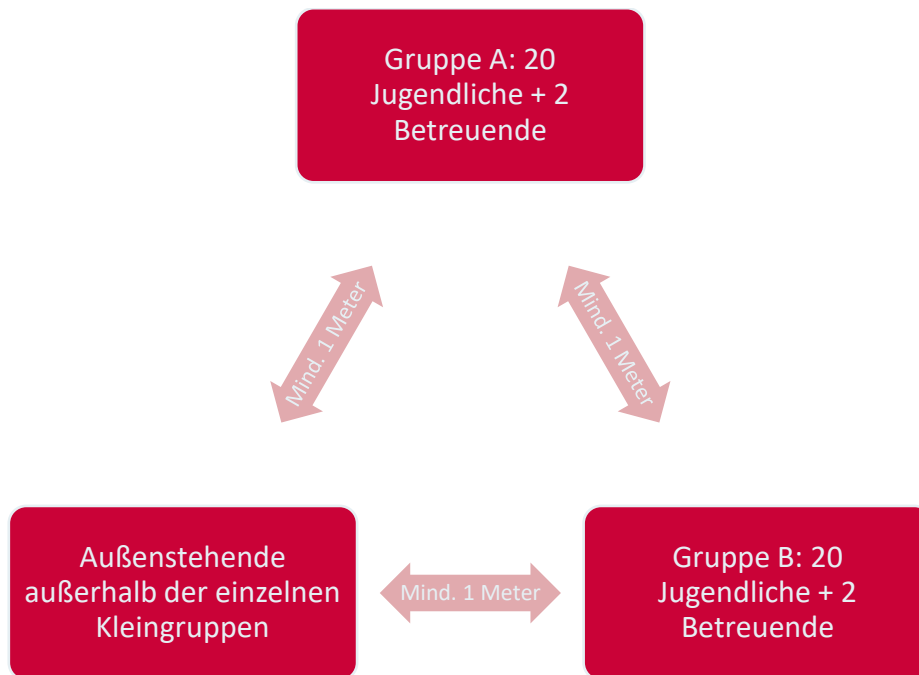 Gruppe A: 20
Jugendliche + 2
Betreuende
Mind. 1 Meter
Mind. 1 Meter
Außenstehende
außerhalb der einzelnen
Kleingruppen
Mind. 1 Meter
Gruppe B: 20
Jugendliche + 2
Betreuende